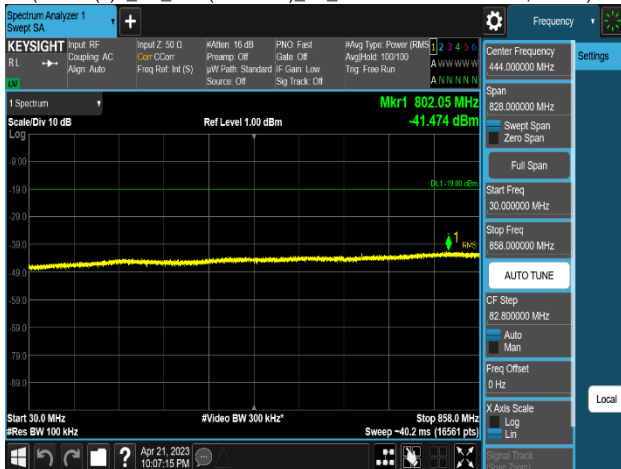 Spectrum Analyzer 1
Swept SA
+
Frequency
KEYSIGHT
RL
Input: RF
Coupling: AC
Align: Auto
Input Z: 50 Ω
Corr CCorr
Freq Ref: Int (S)
#Atten: 16 dB
Preamp: Off
µW Path: Standard
Source: Off
PNO: Fast
Gate: Off
IF Gain: Low
Sig Track: Off
#Avg Type: Power (RMS
Avg|Hold: 100/100
Trig: Free Run
1 2 3 4 5 6
A WWWWW
A N N N N N
LXI
1 Spectrum
Scale/Div 10 dB
Log
Ref Level 1.00 dBm
Mkr1 802.05 MHz
-41.474 dBm
-9.00
-19.0
DL1 -19.00 dBm
-29.0
-39.0
1
RMS
-49.0
-59.0
-69.0
-79.0
-89.0
Start 30.0 MHz
#Res BW 100 kHz
#Video BW 300 kHz*
Stop 858.0 MHz
Sweep ~40.2 ms (16561 pts)
Center Frequency
444.000000 MHz
Settings
Span
828.000000 MHz
Swept Span
Zero Span
Full Span
Start Freq
30.000000 MHz
Stop Freq
858.000000 MHz
AUTO TUNE
CF Step
82.800000 MHz
Auto
Man
Freq Offset
0 Hz
Local
X Axis Scale
Log
Lin
Signal Track
(Span Zoom)
?
Apr 21, 2023
10:07:15 PM